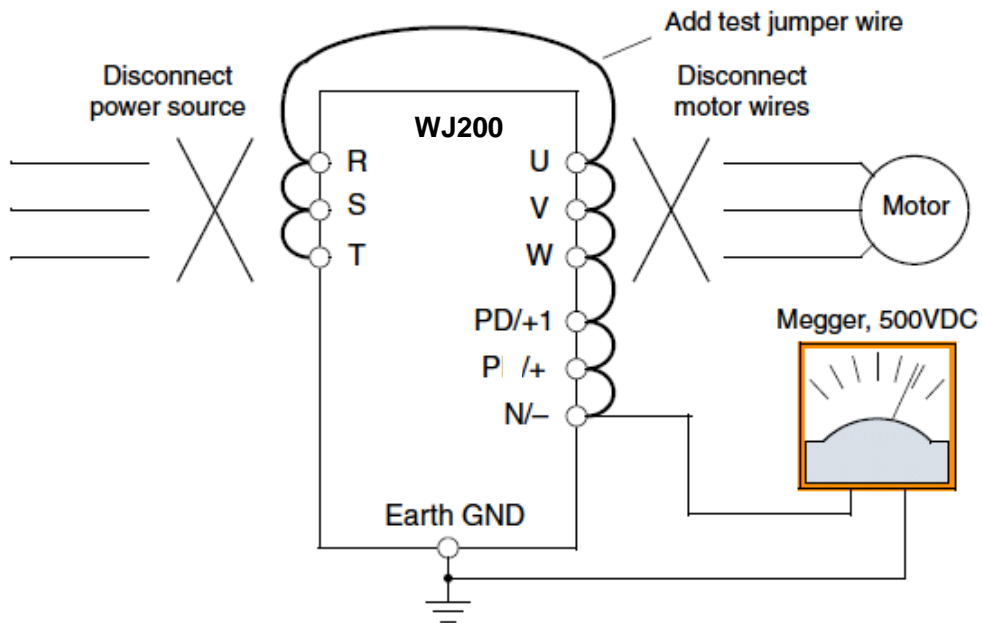 Add test jumper wire
Disconnect
power source
Disconnect
motor wires
WJ200
R
U
S
V
Motor
T
W
PD/+1
Megger, 500VDC
P /+
N/–
Earth GND